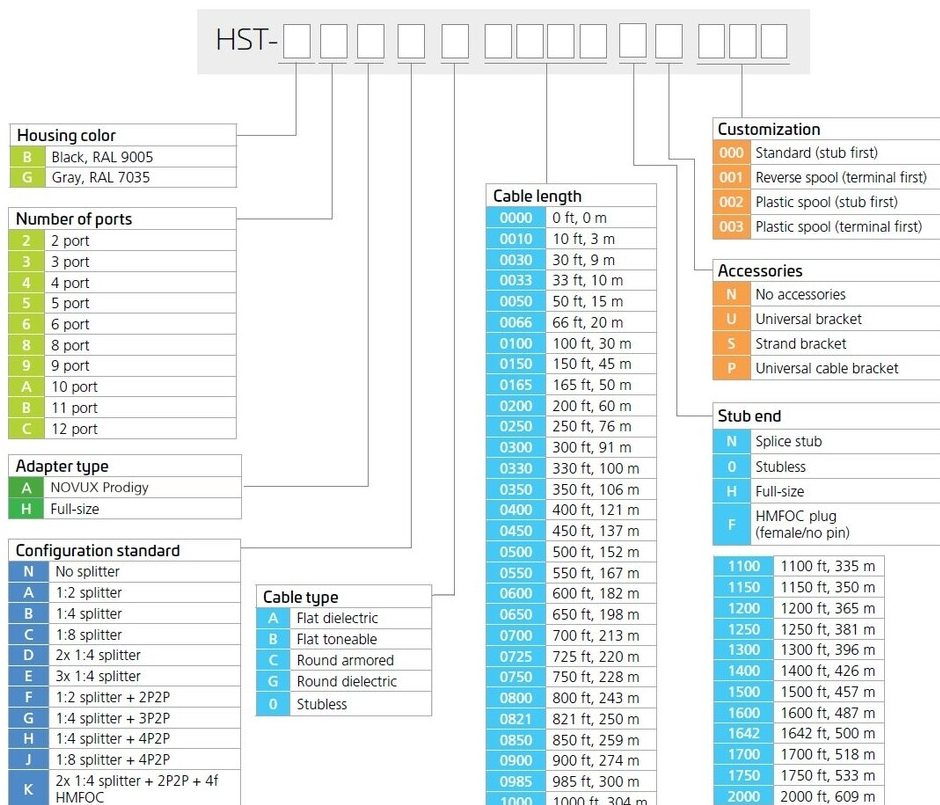 HST-
Housing color
B Black, RAL 9005
G Gray, RAL 7035
Number of ports
2 2 port
3 3 port
4 4 port
5 5 port
6 6 port
8 8 port
9 9 port
A 10 port
B 11 port
C 12 port
Adapter type
A NOVUX Prodigy
H Full-size
Configuration standard
N No splitter
A 1:2 splitter
B 1:4 splitter
C 1:8 splitter
D 2x 1:4 splitter
E 3x 1:4 splitter
F 1:2 splitter + 2P2P
G 1:4 splitter + 3P2P
H 1:4 splitter + 4P2P
J 1:8 splitter + 4P2P
K 2x 1:4 splitter + 2P2P + 4f
HMFOC
Cable type
A Flat dielectric
B Flat toneable
C Round armored
G Round dielectric
0 Stubless
Cable length
0000 0 ft, 0 m
0010 10 ft, 3 m
0030 30 ft, 9 m
0033 33 ft, 10 m
0050 50 ft, 15 m
0066 66 ft, 20 m
0100 100 ft, 30 m
0150 150 ft, 45 m
0165 165 ft, 50 m
0200 200 ft, 60 m
0250 250 ft, 76 m
0300 300 ft, 91 m
0330 330 ft, 100 m
0350 350 ft, 106 m
0400 400 ft, 121 m
0450 450 ft, 137 m
0500 500 ft, 152 m
0550 550 ft, 167 m
0600 600 ft, 182 m
0650 650 ft, 198 m
0700 700 ft, 213 m
0725 725 ft, 220 m
0750 750 ft, 228 m
0800 800 ft, 243 m
0821 821 ft, 250 m
0850 850 ft, 259 m
0900 900 ft, 274 m
0985 985 ft, 300 m
1000 1000 ft, 304 m
Customization
000 Standard (stub first)
001 Reverse spool (terminal first)
002 Plastic spool (stub first)
003 Plastic spool (terminal first)
Accessories
N No accessories
U Universal bracket
S Strand bracket
P Universal cable bracket
Stub end
N Splice stub
0 Stubless
H Full-size
F HMFOC plug
(female/no pin)
1100 1100 ft, 335 m
1150 1150 ft, 350 m
1200 1200 ft, 365 m
1250 1250 ft, 381 m
1300 1300 ft, 396 m
1400 1400 ft, 426 m
1500 1500 ft, 457 m
1600 1600 ft, 487 m
1642 1642 ft, 500 m
1700 1700 ft, 518 m
1750 1750 ft, 533 m
2000 2000 ft, 609 m